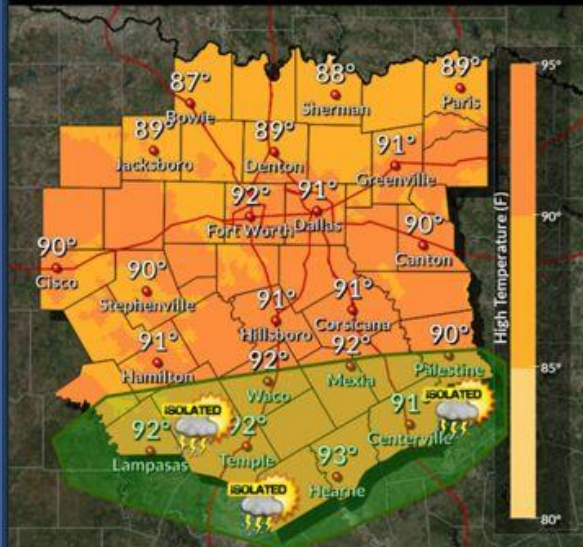 95°
87°
Bowie
88°
Sherman
89°
Paris
89°
Jacksboro
89°
Denton
91°
Greenville
92°
Fort Worth
91°
Dallas
90°
Canton
90°
90°
Cisco
90°
Stephenville
91°
Hillsboro
91°
Corsicana
High Temperature (F)
91°
Hamilton
92°
Waco
92°
Mexia
90°
Palestine
85°
ISOLATED
ISOLATED
92°
Lampasas
92°
Temple
91
Centerville
ISOLATED
93°
Hearne
80°